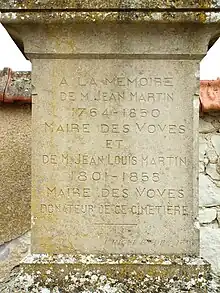 A LA MEMOIRE
DE M. JEAN MARTIN
1764-1850
MAIRE DES VOVES
ET
DE M. JEAN LOUIS MARTIN
1801-1855
MAIRE DES VOVES
DONATEUR DE CE CIMETIÈRE